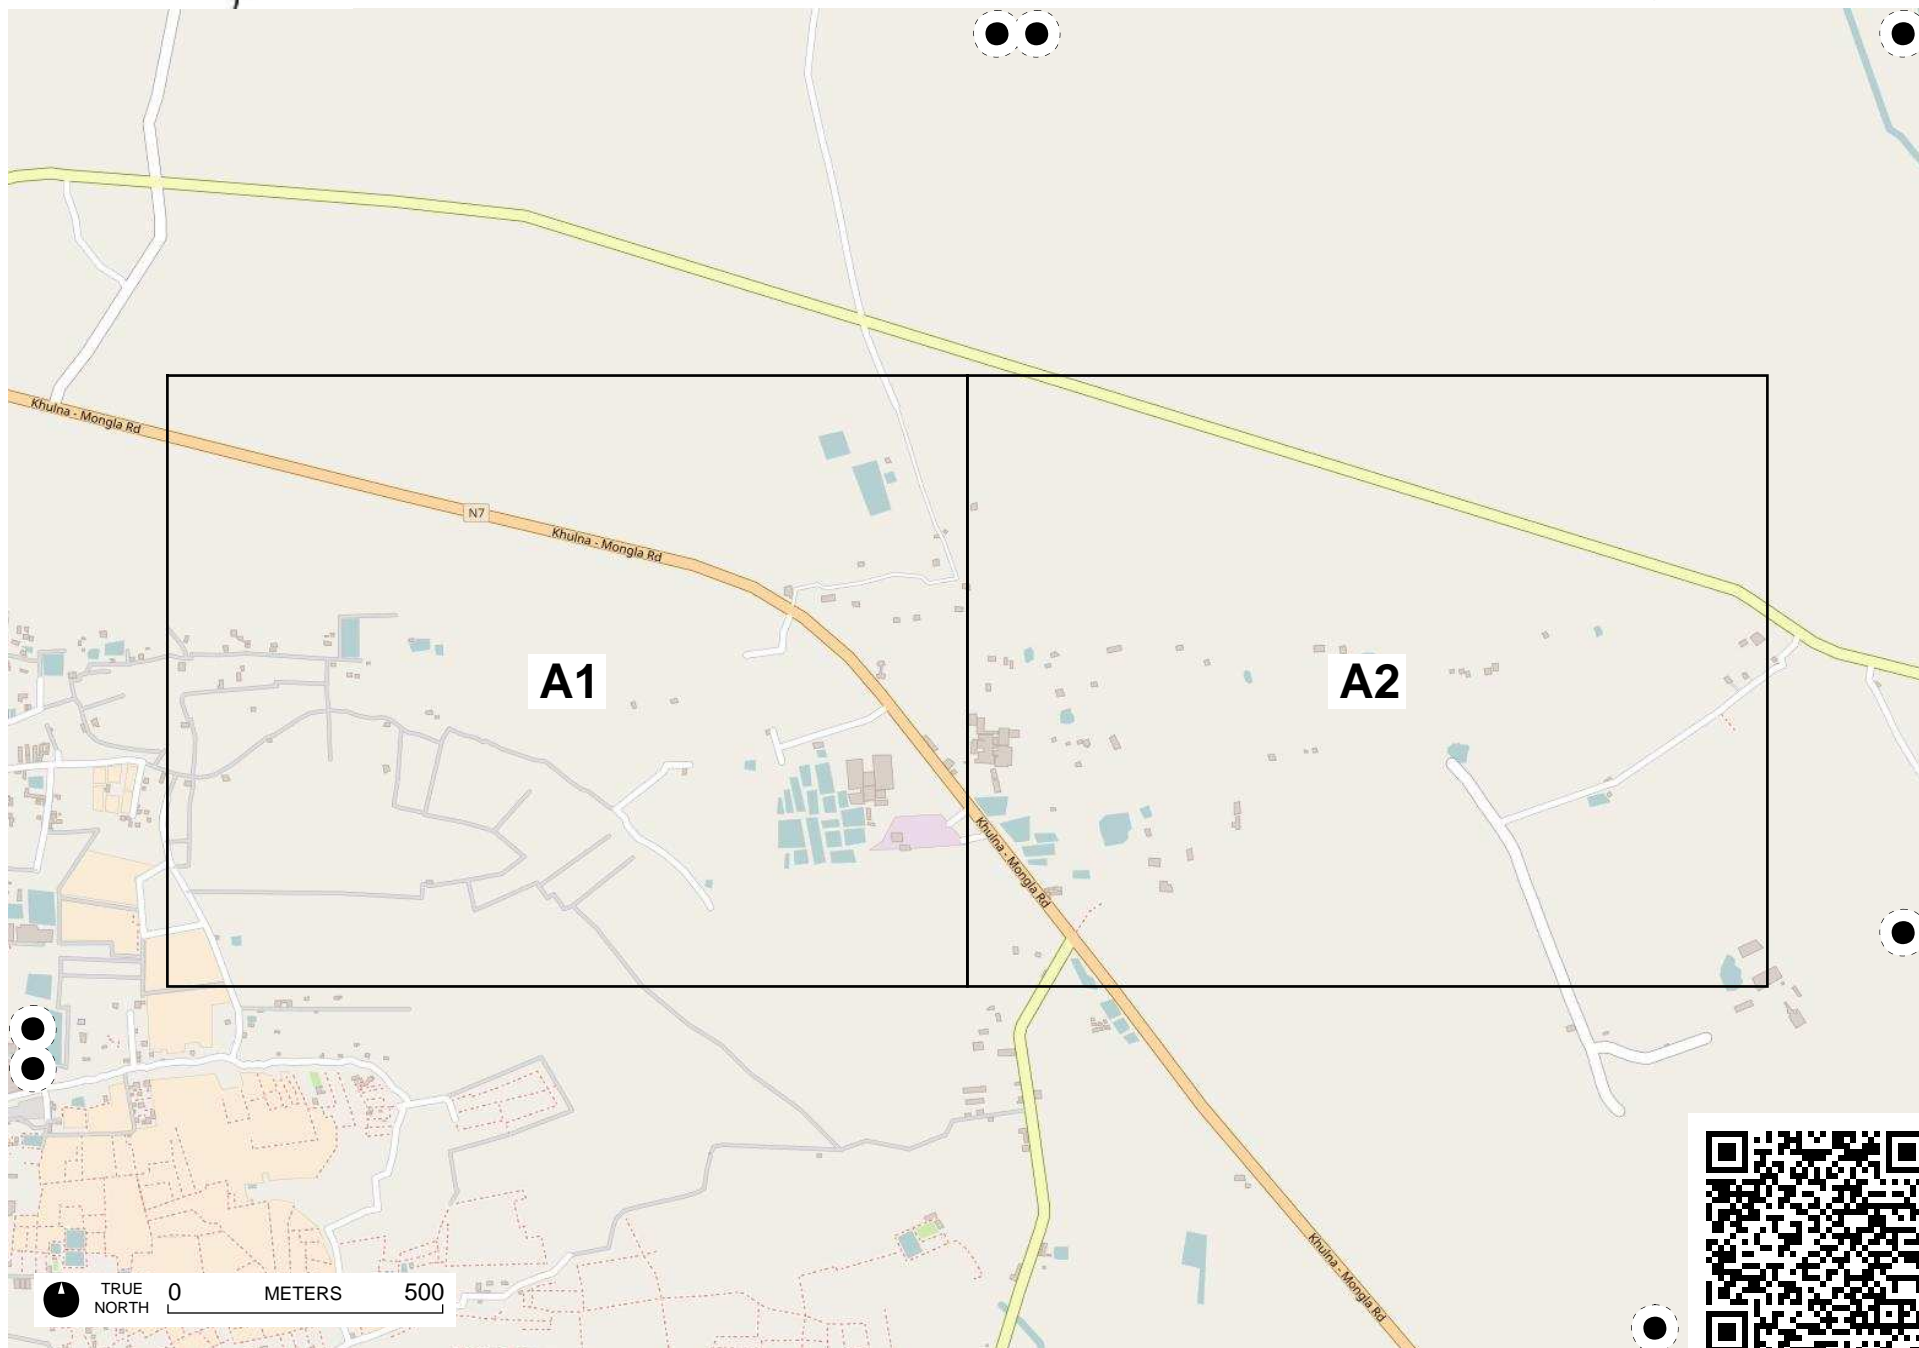 Khulna - Mongla Rd
N7
Khulna - Mongla Rd
A1
A2
Khulna - Mongla Rd
Khulna - Mongla Rd
TRUE
NORTH
0 METERS 500